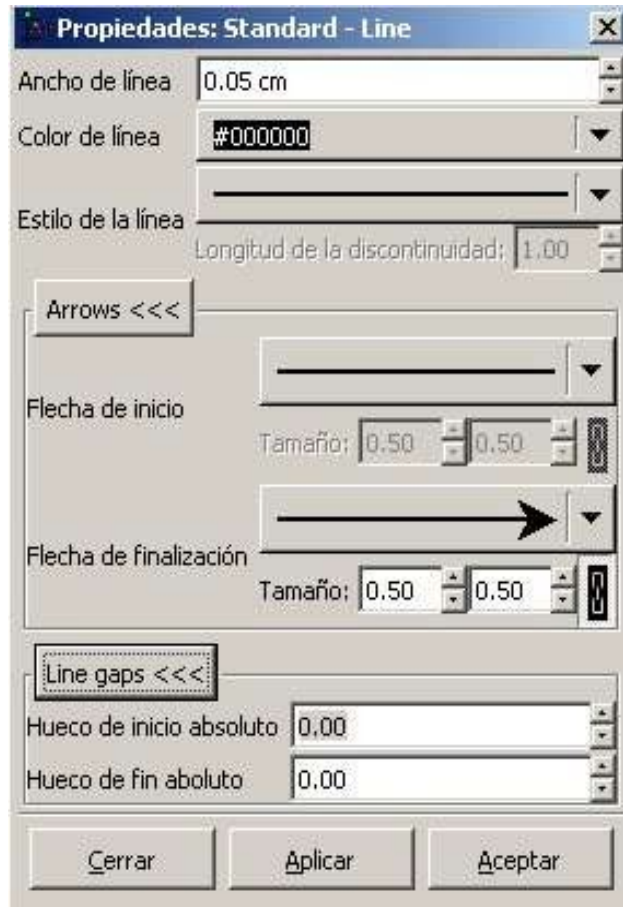 Propiedades: Standard - Line
Ancho de línea 0.05 cm
Color de línea #000000
Estilo de la línea
Longitud de la discontinuidad: 1.00
Arrows <<<
Flecha de inicio
Tamaño: 0.50 0.50
Flecha de finalización
Tamaño: 0.50 0.50
Line gaps <<<
Hueco de inicio absoluto 0.00
Hueco de fin aboluto 0.00
Cerrar Aplicar Aceptar